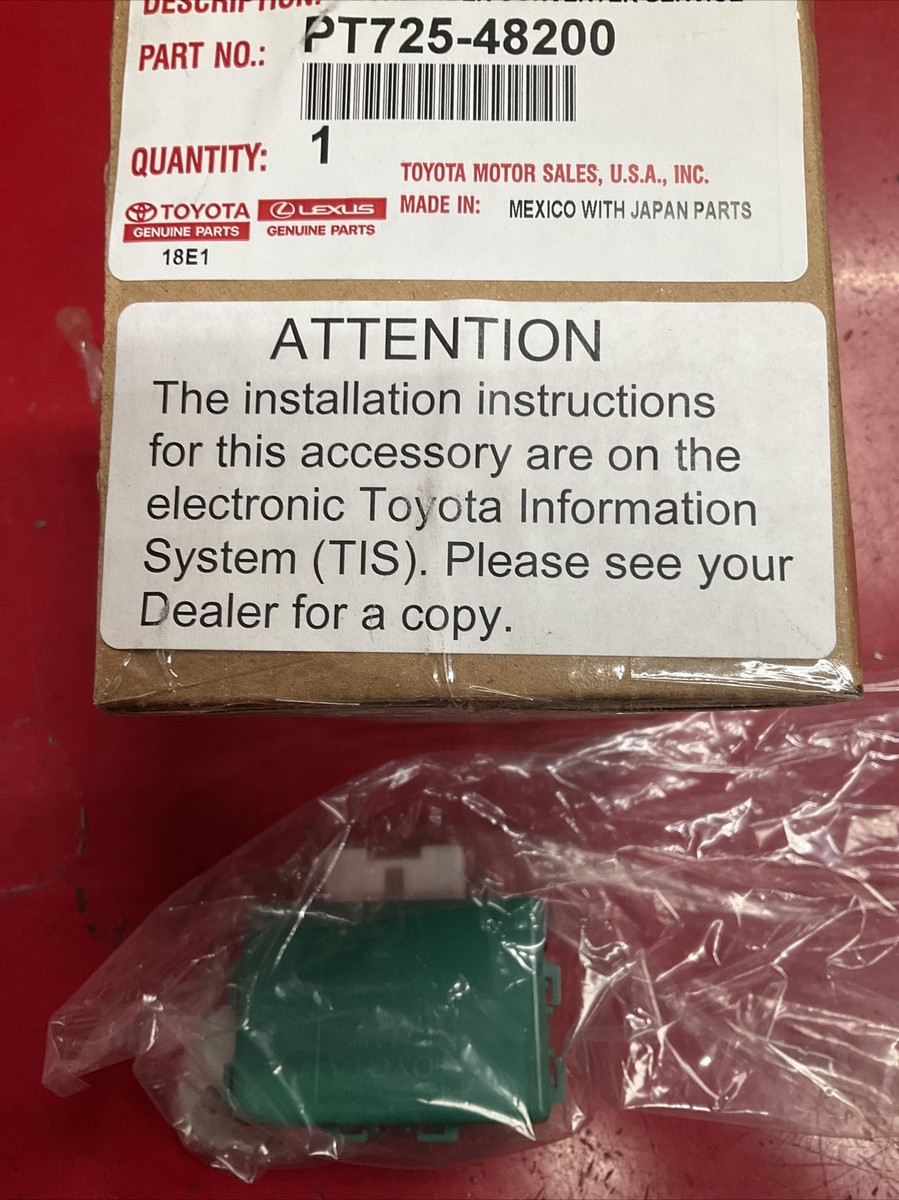 DESCRIPTION:
PART NO.: PT725-48200
QUANTITY: 1
TOYOTA MOTOR SALES, U.S.A., INC.
MADE IN: MEXICO WITH JAPAN PARTS
TOYOTA
GENUINE PARTS
LEXUS
GENUINE PARTS
18E1
ATTENTION
The installation instructions
for this accessory are on the
electronic Toyota Information
System (TIS). Please see your
Dealer for a copy.
TOYOTA